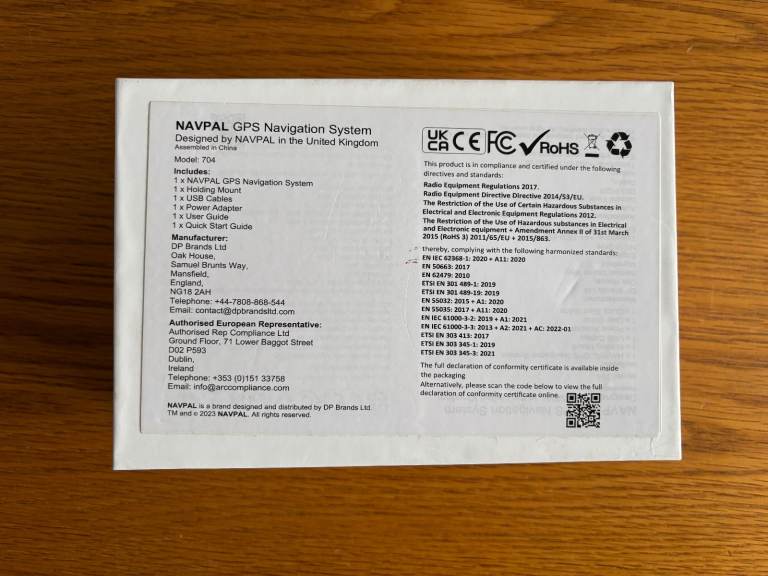 NAVPAL GPS Navigation System
Designed by NAVPAL in the United Kingdom
Assembled in China
Model: 704
Includes:
1 x NAVPAL GPS Navigation System
1 x Holding Mount
1 x USB Cables
1 x Power Adapter
1 x User Guide
1 x Quick Start Guide
Manufacturer:
DP Brands Ltd
Oak House,
Samuel Brunts Way,
Mansfield,
England,
NG18 2AH
Telephone: +44-7808-868-544
Email: contact@dpbrandsltd.com
Authorised European Representative:
Authorised Rep Compliance Ltd
Ground Floor, 71 Lower Baggot Street
D02 P593
Dublin,
Ireland
Telephone: +353 (0)151 33758
Email: info@arccompliance.com
NAVPAL is a brand designed and distributed by DP Brands Ltd.
TM and © 2023 NAVPAL. All rights reserved.
UK CA CE FC RoHS
This product is in compliance and certified under the following
directives and standards:
Radio Equipment Regulations 2017.
Radio Equipment Directive Directive 2014/53/EU.
The Restriction of the Use of Certain Hazardous Substances in
Electrical and Electronic Equipment Regulations 2012.
The Restriction of the Use of Hazardous substances in Electrical
and Electronic equipment + Amendment Annex II of 31st March
2015 (RoHS 3) 2011/65/EU + 2015/863.
thereby, complying with the following harmonized standards:
EN IEC 62368-1: 2020 + A11: 2020
EN 50663: 2017
EN 62479: 2010
ETSI EN 301 489-1: 2019
ETSI EN 301 489-19: 2019
EN 55032: 2015 + A1: 2020
EN 55035: 2017 + A11: 2020
EN IEC 61000-3-2: 2019 + A1: 2021
EN IEC 61000-3-3: 2013 + A2: 2021 + AC: 2022-01
ETSI EN 303 413: 2017
ETSI EN 303 345-1: 2019
ETSI EN 303 345-3: 2021
The full declaration of conformity certificate is available inside
the packaging
Alternatively, please scan the code below to view the full
declaration of conformity certificate online.